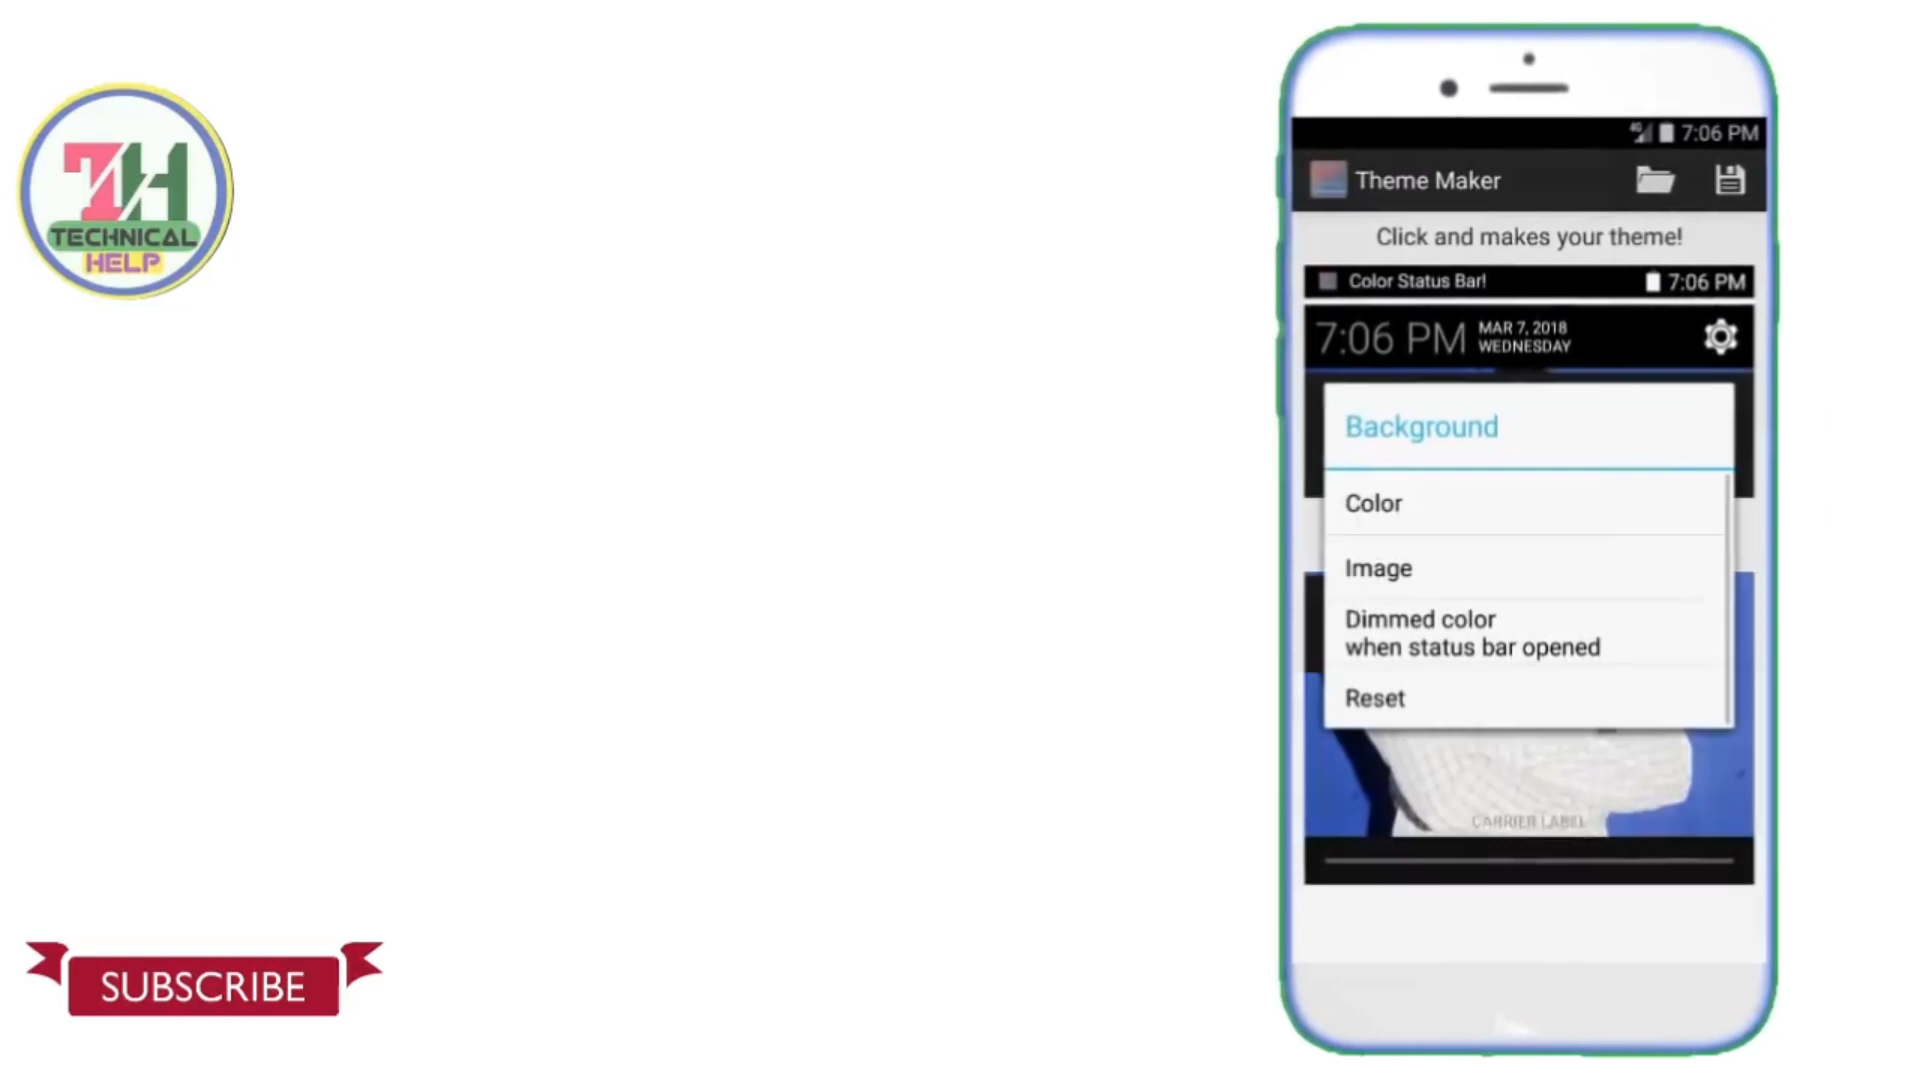 TH
TECHNICAL
HELP
SUBSCRIBE
4G 7:06 PM
Theme Maker
Click and makes your theme!
Color Status Bar! 7:06 PM
7:06 PM MAR 7, 2018
WEDNESDAY
Background
Color
Image
Dimmed color
when status bar opened
Reset
CARRIER LABEL